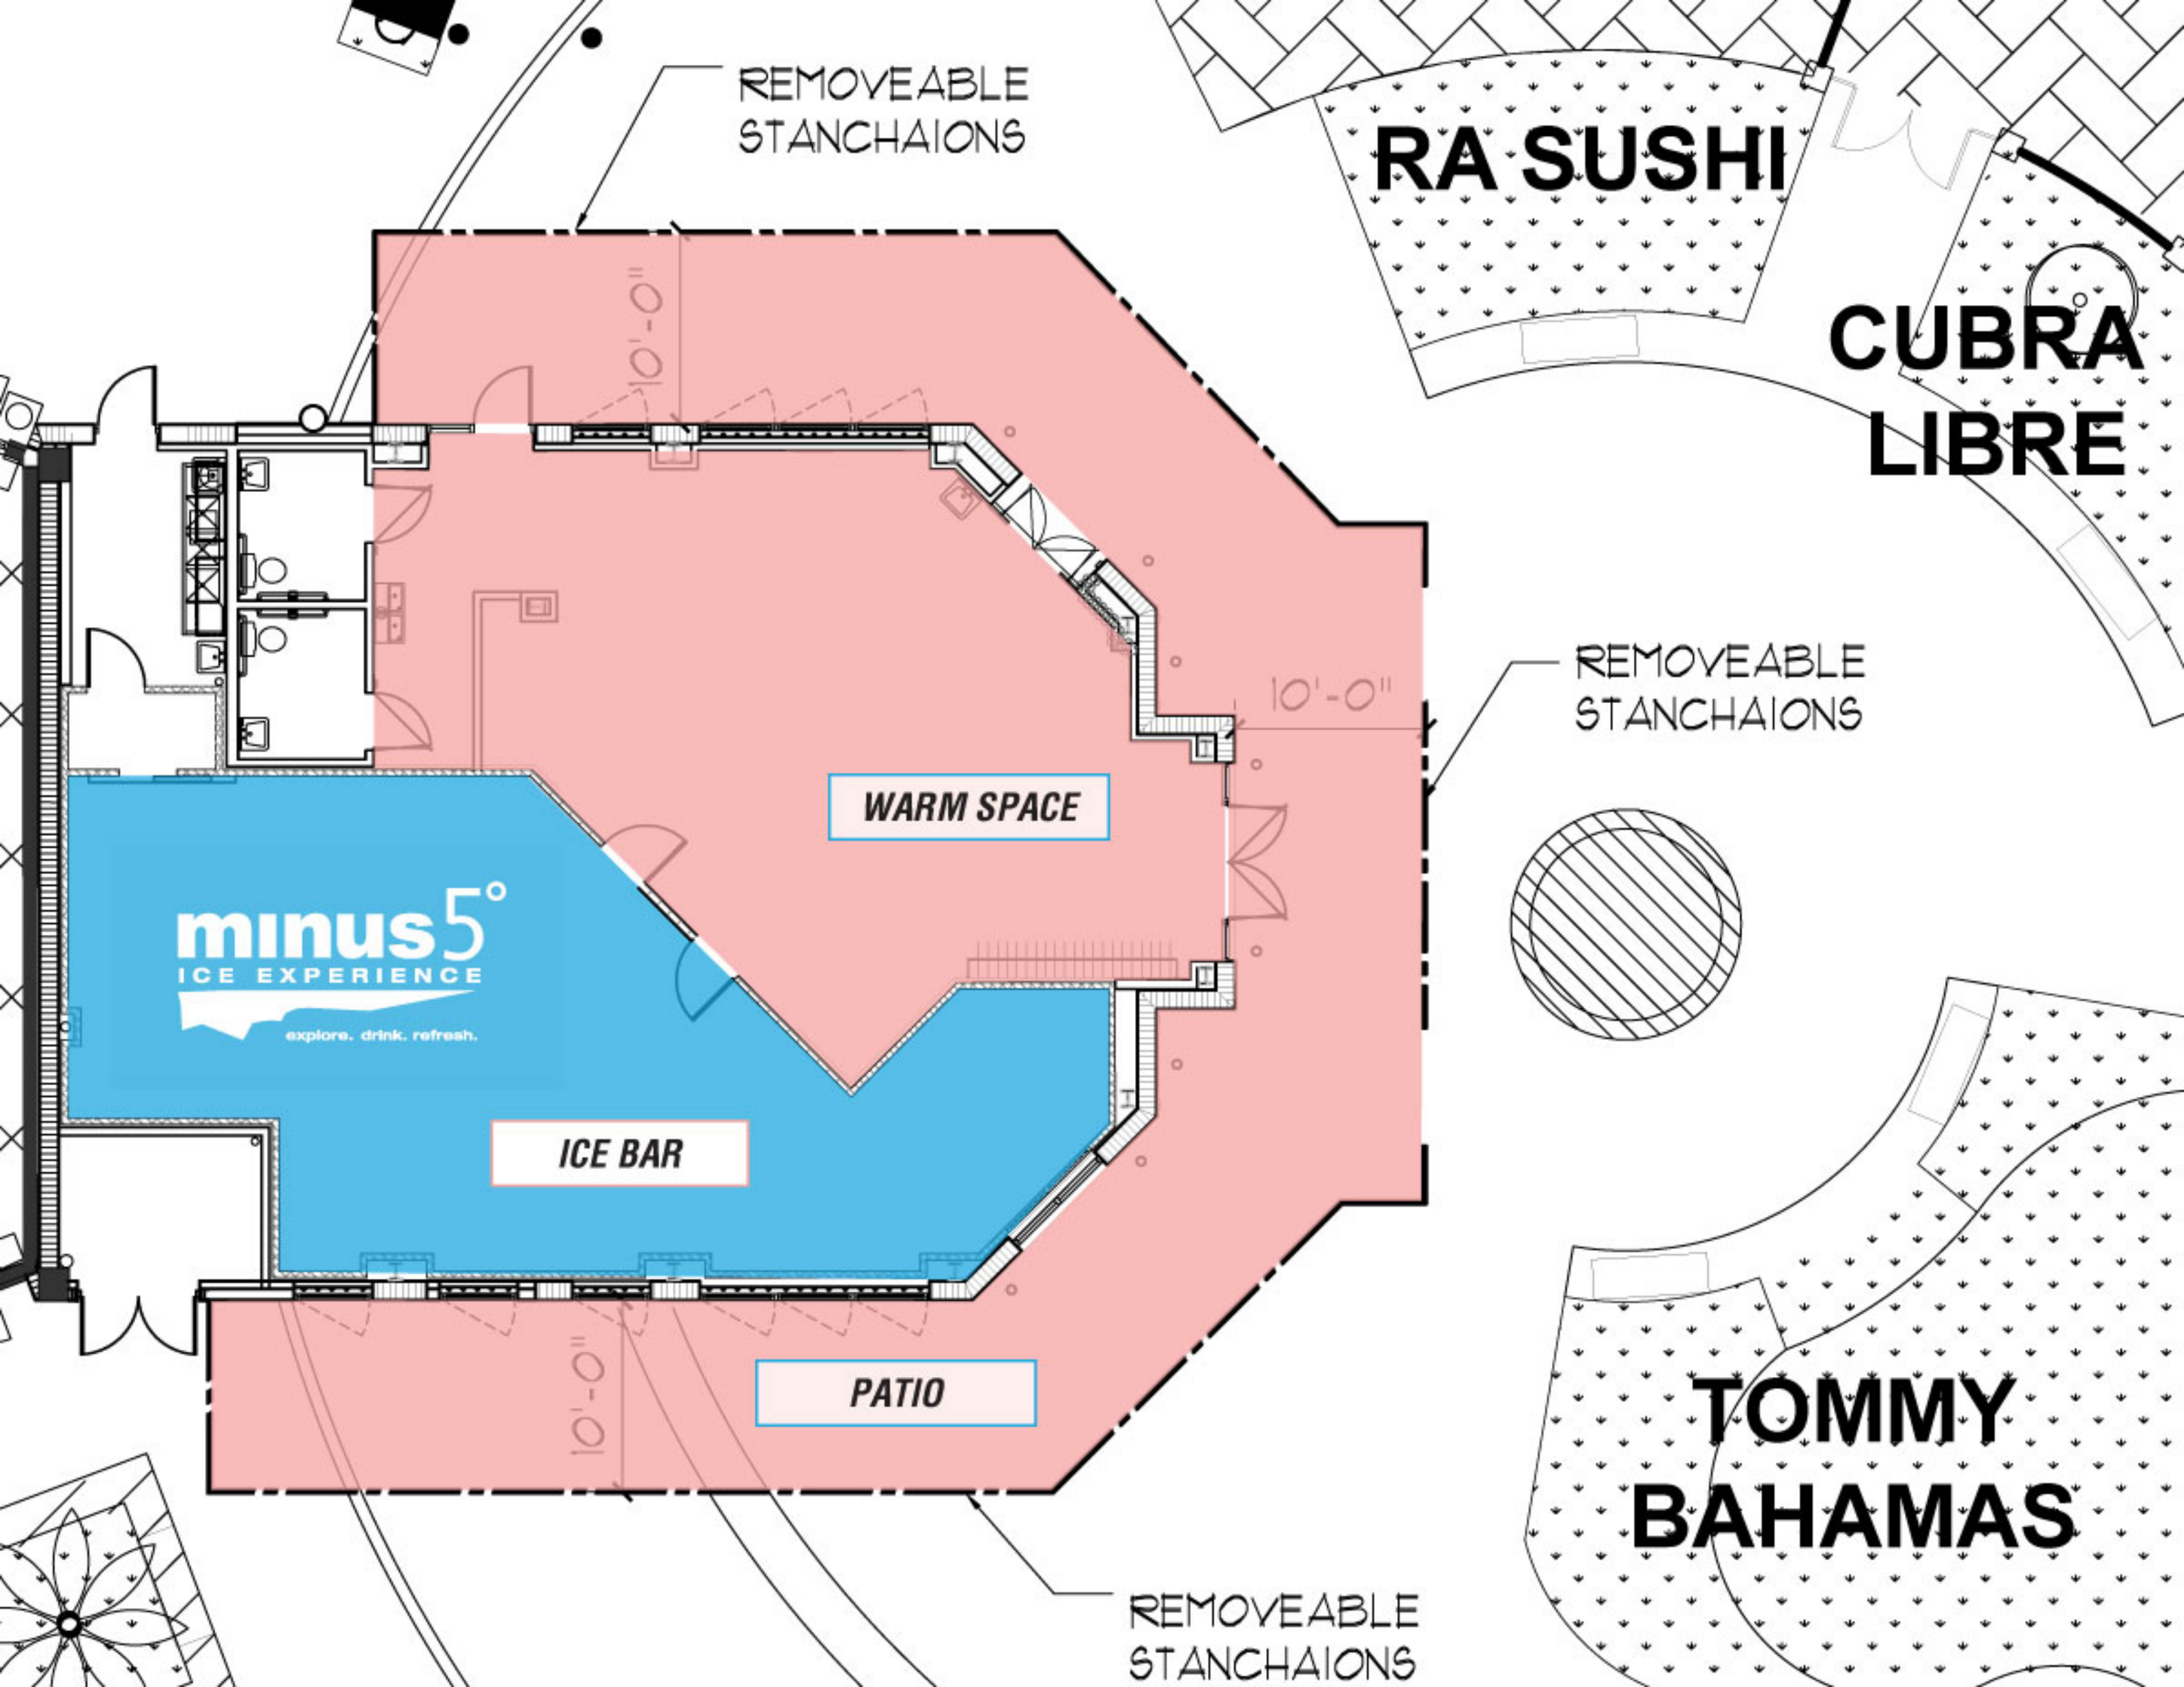 REMOVEABLE
STANCHAIONS
RA SUSHI
CUBRA
LIBRE
10'-0"
REMOVEABLE
STANCHAIONS
10'-0"
WARM SPACE
minus5°
ICE EXPERIENCE
explore. drink. refresh.
ICE BAR
10'-0"
PATIO
TOMMY
BAHAMAS
REMOVEABLE
STANCHAIONS